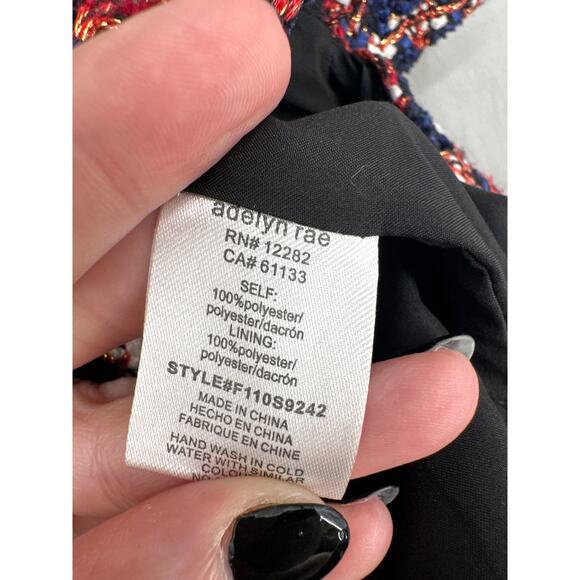 adelyn rae
RN# 12282
CA# 61133
SELF:
100%polyester/
polyester/dacrón
LINING:
100%polyester/
polyester/dacrón
STYLE#F110S9242
MADE IN CHINA
HECHO EN CHINA
FABRIQUE EN CHINE
HAND WASH IN COLD
WATER WITH SIMILAR